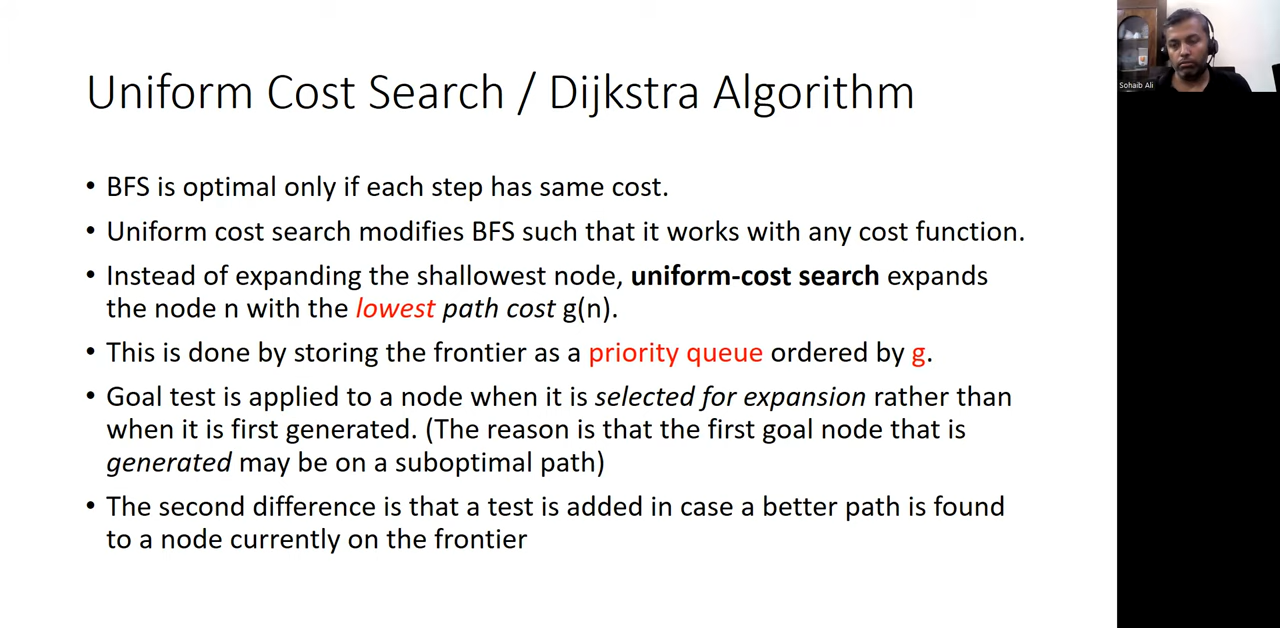 Uniform Cost Search / Dijkstra Algorithm
Sohaib Ali
• BFS is optimal only if each step has same cost.
• Uniform cost search modifies BFS such that it works with any cost function.
• Instead of expanding the shallowest node, uniform-cost search expands
the node n with the lowest path cost g(n).
• This is done by storing the frontier as a priority queue ordered by g.
• Goal test is applied to a node when it is selected for expansion rather than
when it is first generated. (The reason is that the first goal node that is
generated may be on a suboptimal path)
• The second difference is that a test is added in case a better path is found
to a node currently on the frontier